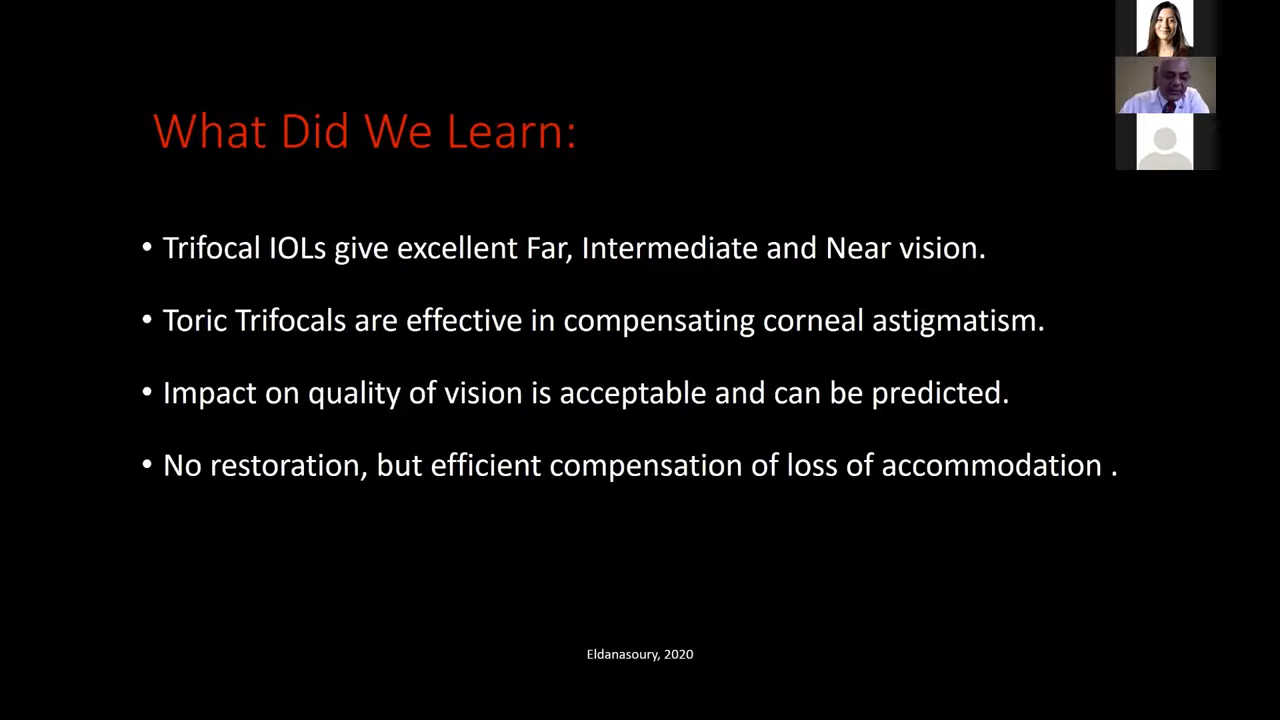 What Did We Learn:
• Trifocal IOLs give excellent Far, Intermediate and Near vision.
• Toric Trifocals are effective in compensating corneal astigmatism.
• Impact on quality of vision is acceptable and can be predicted.
• No restoration, but efficient compensation of loss of accommodation .
Eldanasoury, 2020